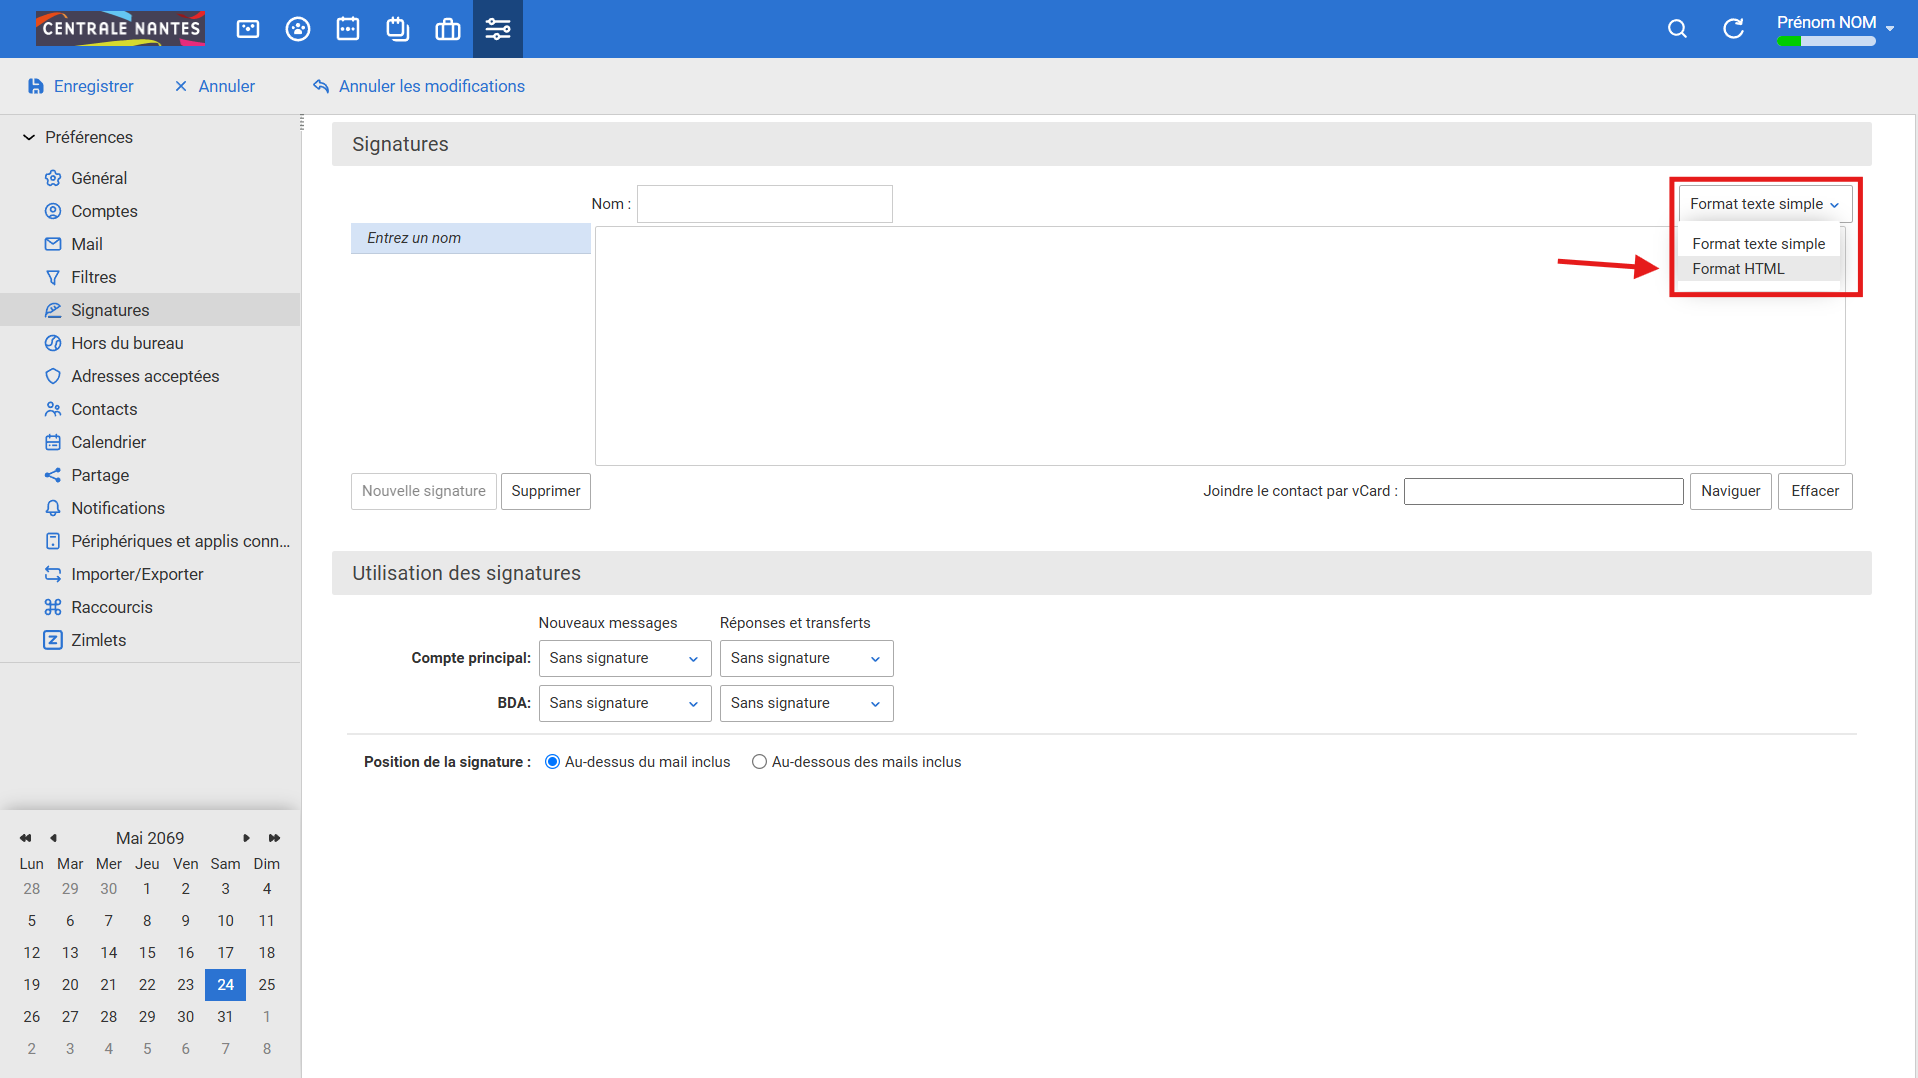 CENTRALE NANTES
Prénom NOM
Enregistrer
Annuler
Annuler les modifications
Préférences
Général
Comptes
Mail
Filtres
Signatures
Hors du bureau
Adresses acceptées
Contacts
Calendrier
Partage
Notifications
Périphériques et applis conn...
Importer/Exporter
Raccourcis
Zimlets
Signatures
Nom :
Format texte simple
Entrez un nom
Format texte simple
Format HTML
Nouvelle signature Supprimer
Joindre le contact par vCard : Naviguer Effacer
Utilisation des signatures
Nouveaux messages Réponses et transferts
Compte principal: Sans signature Sans signature
BDA: Sans signature Sans signature
Position de la signature : Au-dessus du mail inclus Au-dessous des mails inclus
Mai 2069
Lun Mar Mer Jeu Ven Sam Dim
28 29 30 1 2 3 4
5 6 7 8 9 10 11
12 13 14 15 16 17 18
19 20 21 22 23 24 25
26 27 28 29 30 31 1
2 3 4 5 6 7 8